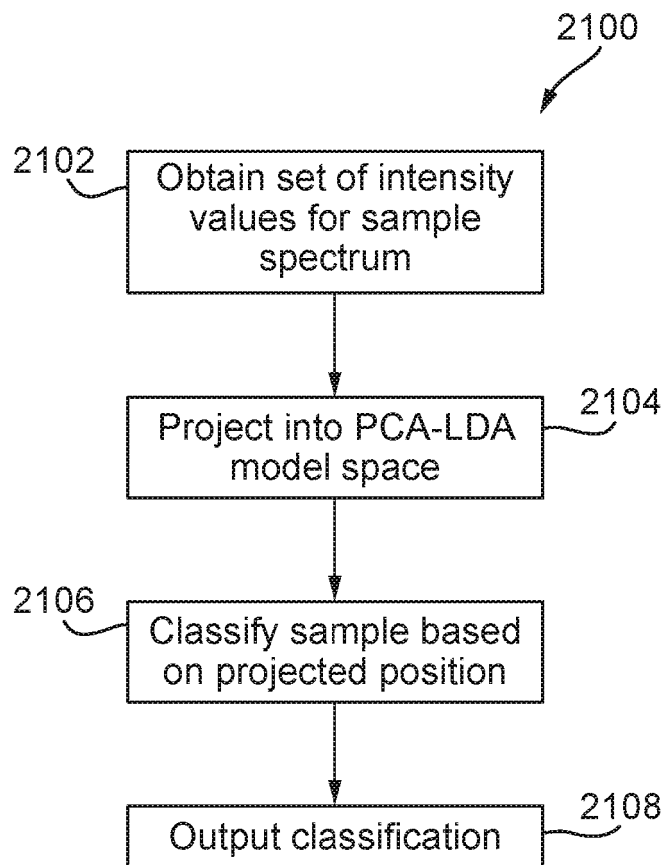 2100
2102
Obtain set of intensity
values for sample
spectrum
2104
Project into PCA-LDA
model space
2106
Classify sample based
on projected position
2108
Output classification